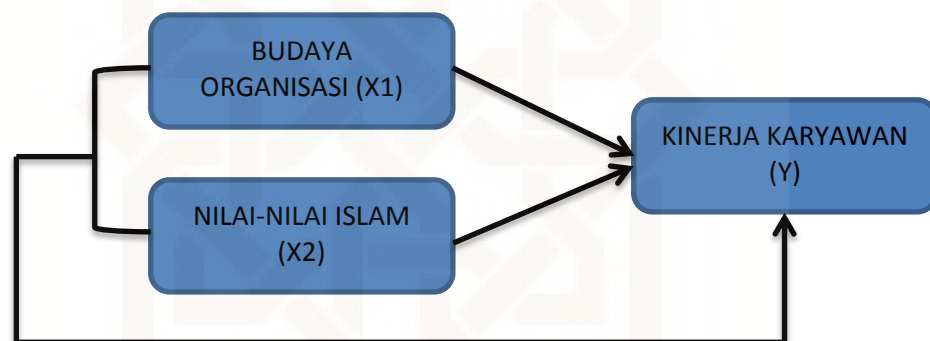 BUDAYA
ORGANISASI (X1)
KINERJA KARYAWAN
(Y)
NILAI-NILAI ISLAM
(X2)